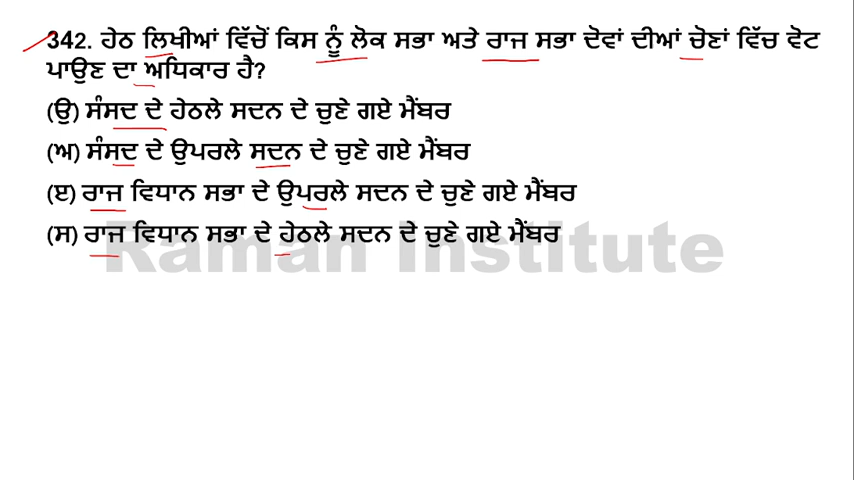 342. ਹੇਠ ਲਿਖੀਆਂ ਵਿੱਚੋਂ ਕਿਸ ਨੂੰ ਲੋਕ ਸਭਾ ਅਤੇ ਰਾਜ ਸਭਾ ਦੋਵਾਂ ਦੀਆਂ ਚੋਣਾਂ ਵਿੱਚ ਵੋਟ
ਪਾਉਣ ਦਾ ਅਧਿਕਾਰ ਹੈ?
(ੳ) ਸੰਸਦ ਦੇ ਹੇਠਲੇ ਸਦਨ ਦੇ ਚੁਣੇ ਗਏ ਮੈਂਬਰ
(ਅ) ਸੰਸਦ ਦੇ ਉਪਰਲੇ ਸਦਨ ਦੇ ਚੁਣੇ ਗਏ ਮੈਂਬਰ
(ੲ) ਰਾਜ ਵਿਧਾਨ ਸਭਾ ਦੇ ਉਪਰਲੇ ਸਦਨ ਦੇ ਚੁਣੇ ਗਏ ਮੈਂਬਰ
(ਸ) ਰਾਜ ਵਿਧਾਨ ਸਭਾ ਦੇ ਹੇਠਲੇ ਸਦਨ ਦੇ ਚੁਣੇ ਗਏ ਮੈਂਬਰ
Raman Institute